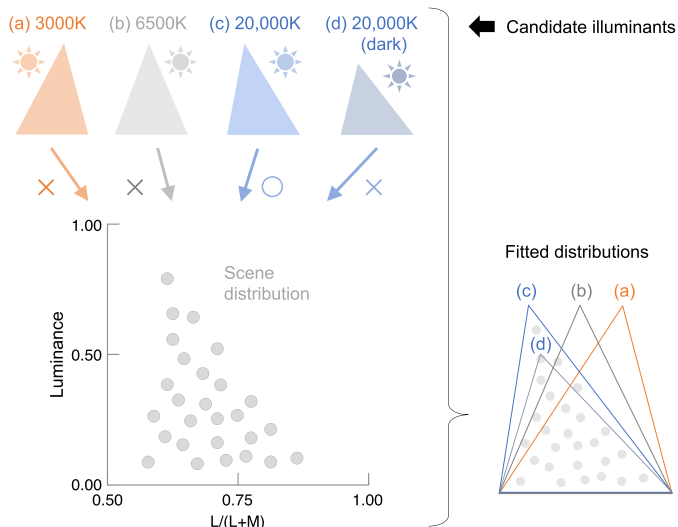 (a) 3000K (b) 6500K (c) 20,000K (d) 20,000K
(dark)
Candidate illuminants
1.00
Scene
distribution
Luminance
0.50
0.00
0.50 0.75 1.00
L/(L+M)
Fitted distributions
(c) (b) (a)
(d)